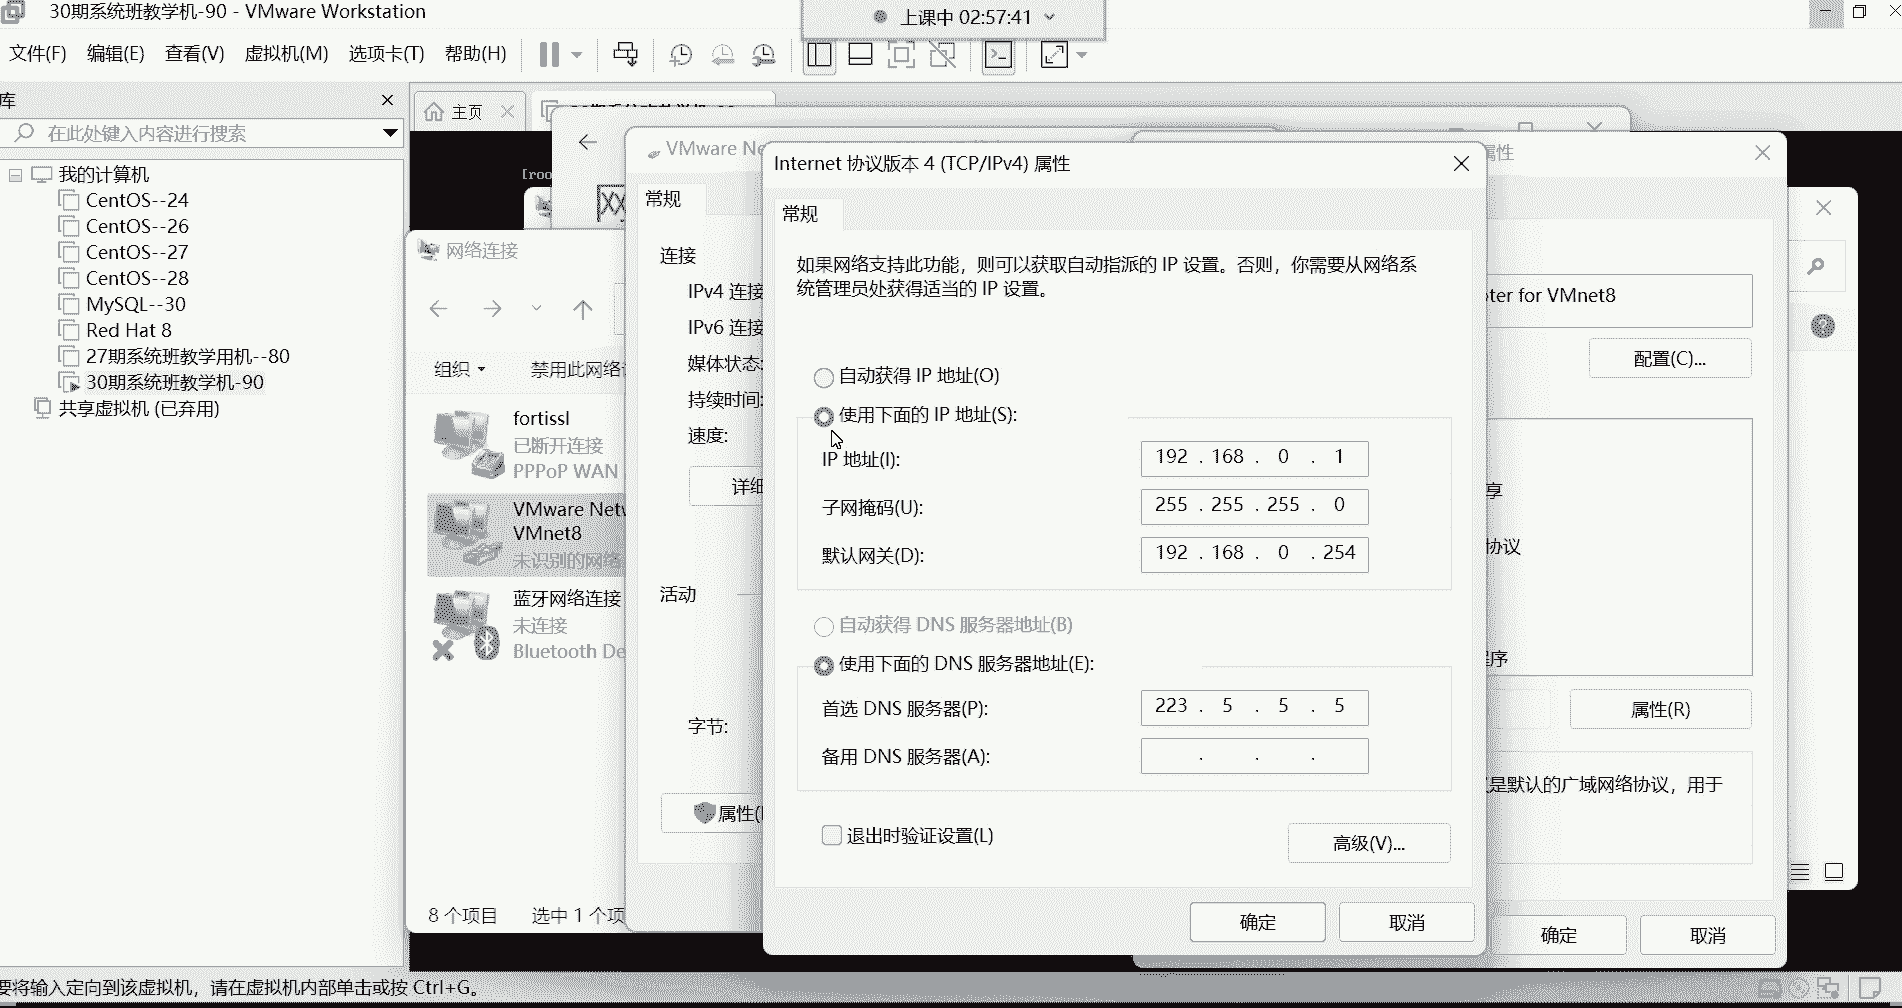 30期系统班教学机-90 - VMware Workstation
上课中 02:57:41
文件(F) 编辑(E) 查看(V) 虚拟机(M) 选项卡(T) 帮助(H)
库
在此处键入内容进行搜索
我的计算机
CentOS--24
CentOS--26
CentOS--27
CentOS--28
MySQL--30
Red Hat 8
27期系统班教学用机--80
30期系统班教学机-90
共享虚拟机 (已弃用)
主页
[roo
网络连接
组织 禁用此网络
fortissl
已断开连接
PPPoP WAN
VMware Netw
VMnet8
未识别的网络
蓝牙网络连接
未连接
Bluetooth De
8 个项目 选中 1 个项
VMware Ne
常规
连接
IPv4 连接
IPv6 连接
媒体状态:
持续时间:
速度:
详细
活动
字节:
属性(
Internet 协议版本 4 (TCP/IPv4) 属性
常规
如果网络支持此功能，则可以获取自动指派的 IP 设置。否则，你需要从网络系
统管理员处获得适当的 IP 设置。
自动获得 IP 地址(O)
使用下面的 IP 地址(S):
IP 地址(I): 192 . 168 . 0 . 1
子网掩码(U): 255 . 255 . 255 . 0
默认网关(D): 192 . 168 . 0 . 254
自动获得 DNS 服务器地址(B)
使用下面的 DNS 服务器地址(E):
首选 DNS 服务器(P): 223 . 5 . 5 . 5
备用 DNS 服务器(A): . . .
退出时验证设置(L)
高级(V)...
确定 取消
属性
pter for VMnet8
配置(C)...
享
协议
程序
属性(R)
是默认的广域网络协议，用于
确定 取消
要将输入定向到该虚拟机，请在虚拟机内部单击或按 Ctrl+G。